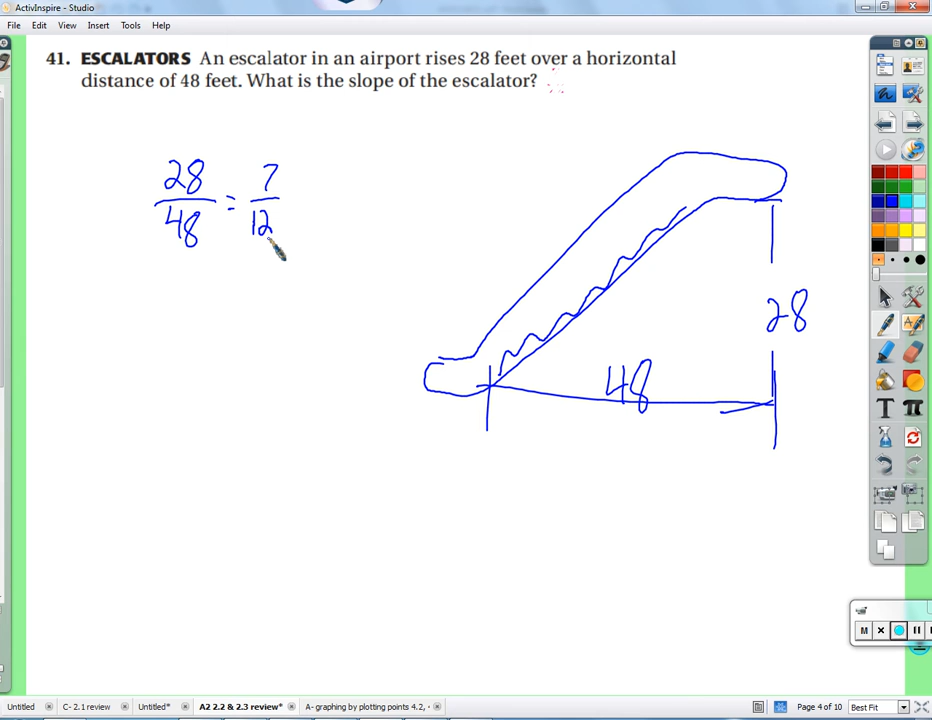 ActivInspire - Studio
File Edit View Insert Tools Help
41. ESCALATORS An escalator in an airport rises 28 feet over a horizontal
distance of 48 feet. What is the slope of the escalator?
28/48 = 7/12
28
48
M
Untitled C- 2.1 review Untitled* A2 2.2 & 2.3 review* A- graphing by plotting points 4.2, Page 4 of 10 Best Fit